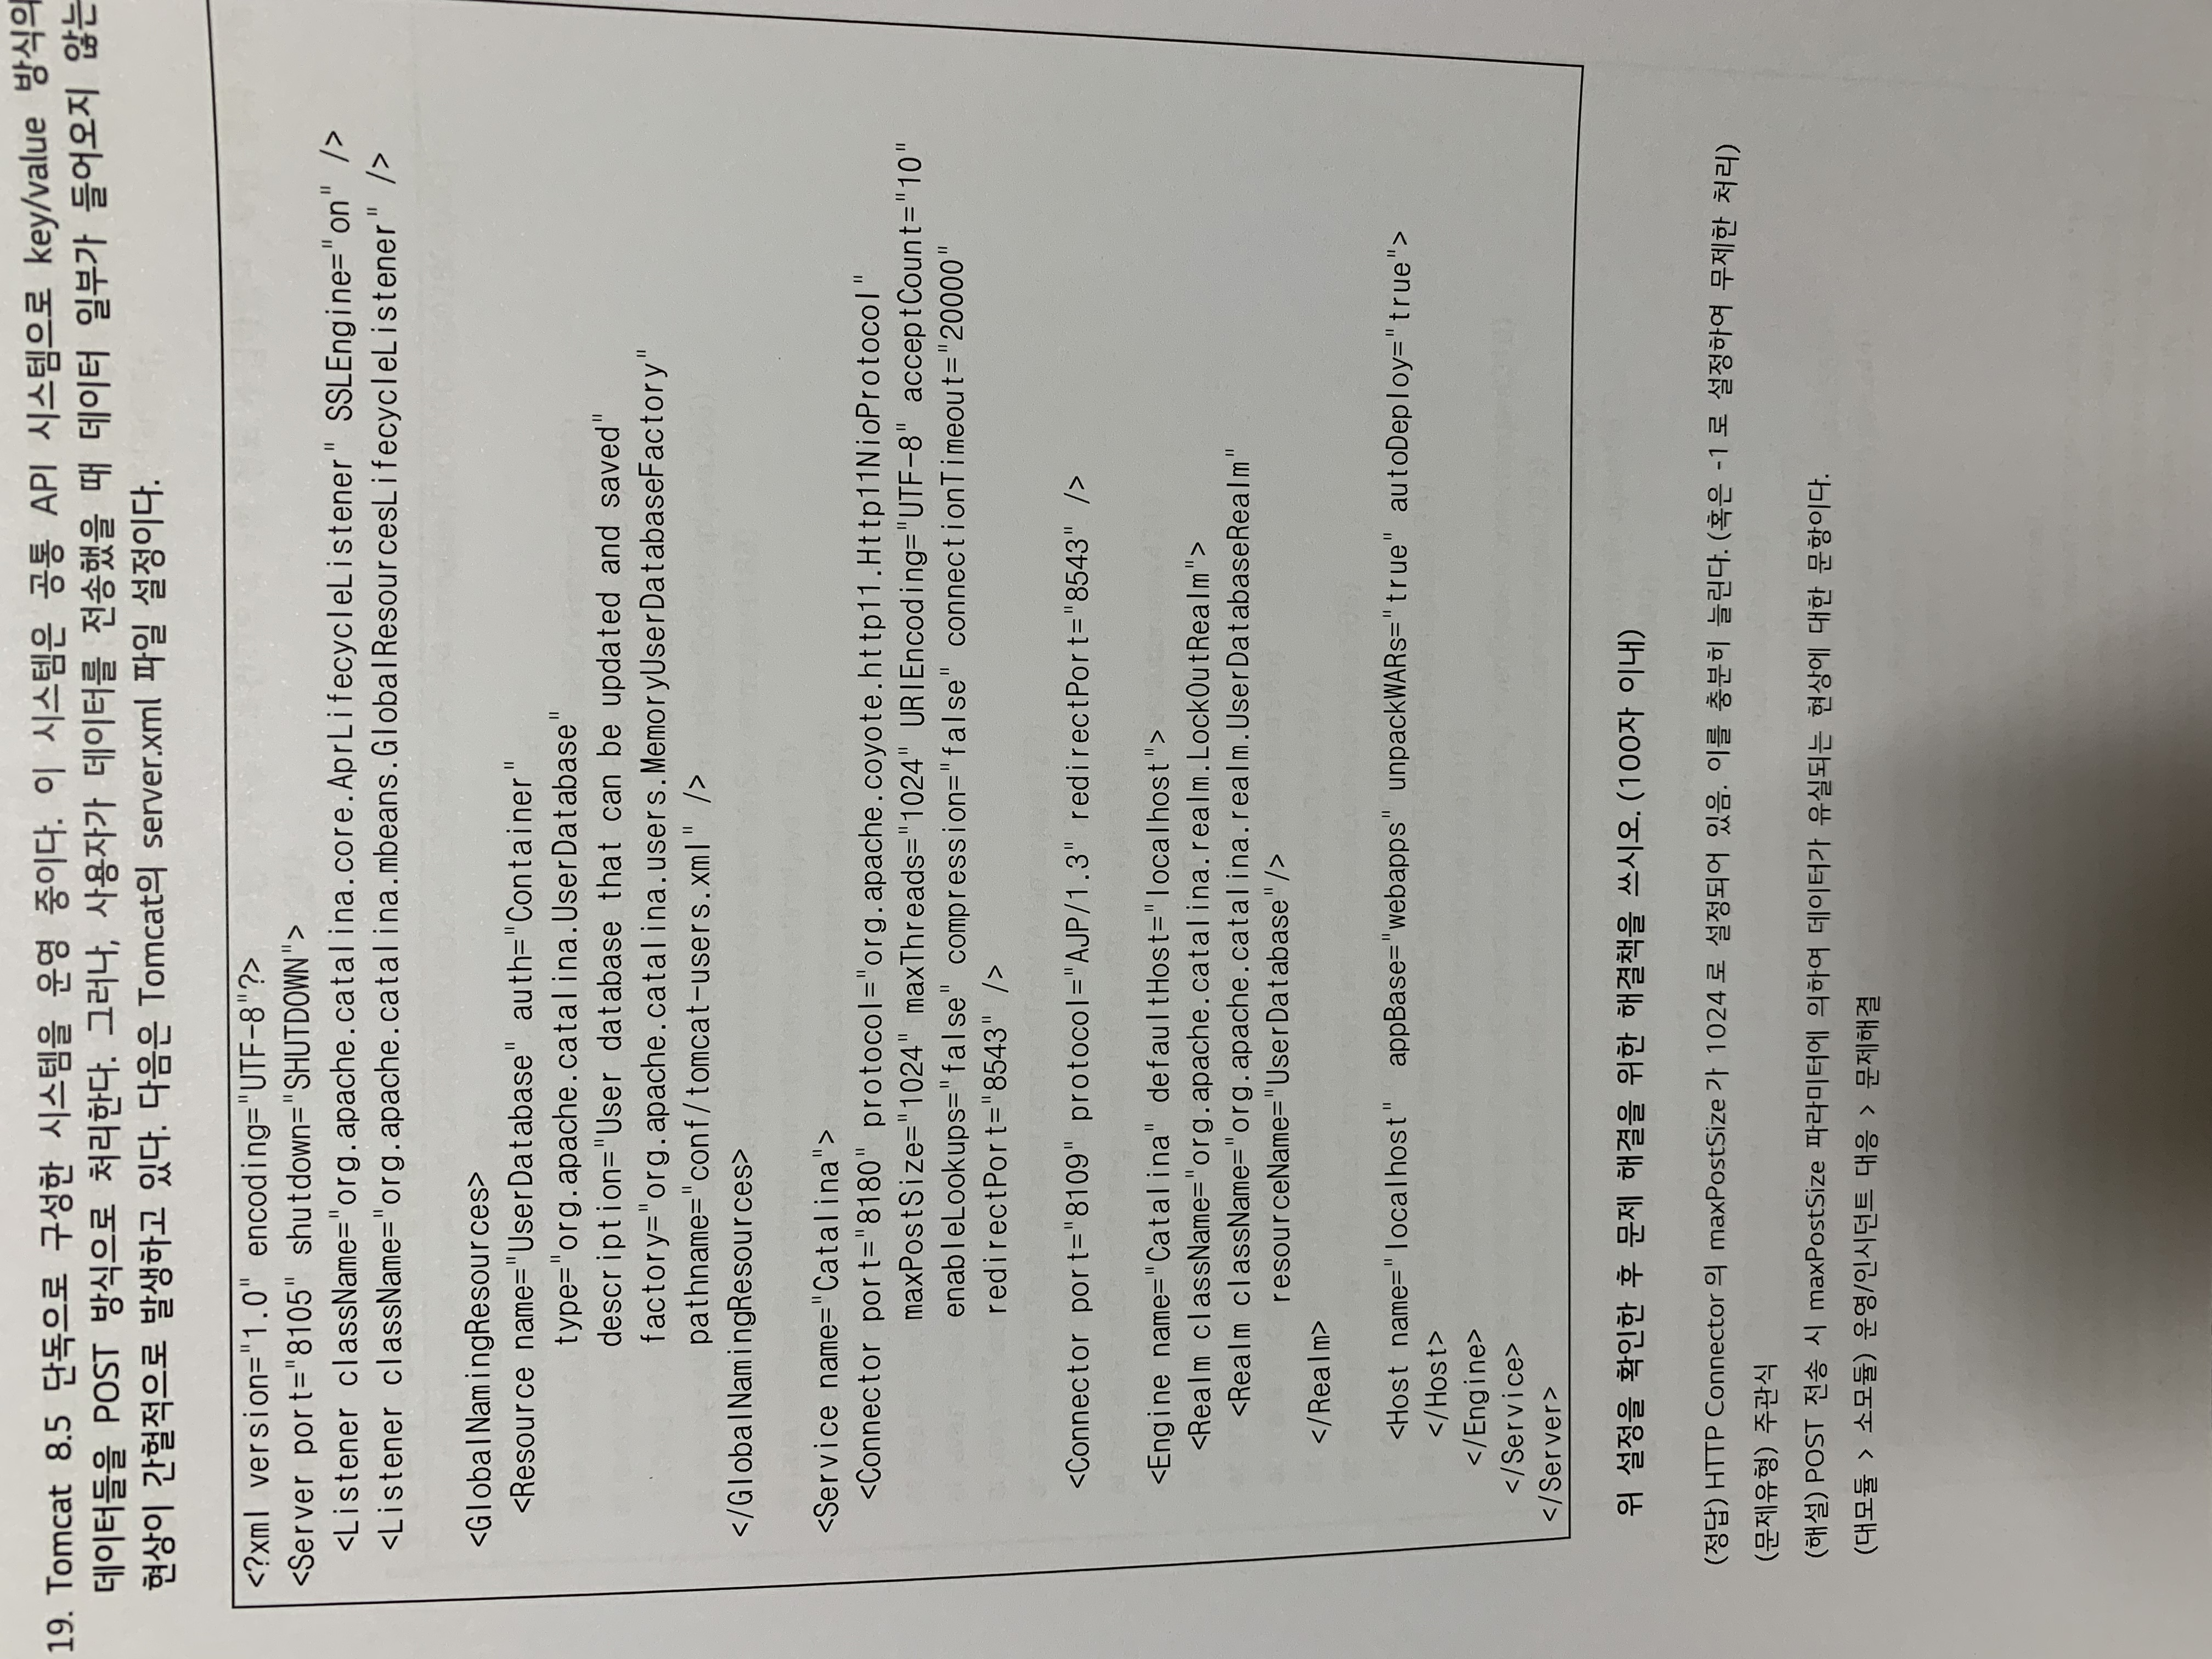 19. Tomcat 8.5 단독으로 구성한 시스템을 운영 중이다. 이 시스템은 공통 API 시스템으로 key/value 방식의
데이터들을 POST 방식으로 처리한다. 그러나, 사용자가 데이터를 전송했을 때 데이터 일부가 들어오지 않는
현상이 간헐적으로 발생하고 있다. 다음은 Tomcat의 server.xml 파일 설정이다.
<?xml version="1.0" encoding="UTF-8"?>
<Server port="8105" shutdown="SHUTDOWN">
<Listener className="org.apache.catalina.core.AprLifecycleListener" SSLEngine="on" />
<Listener className="org.apache.catalina.mbeans.GlobalResourcesLifecycleListener" />
<GlobalNamingResources>
<Resource name="UserDatabase" auth="Container"
type="org.apache.catalina.UserDatabase"
description="User database that can be updated and saved"
factory="org.apache.catalina.users.MemoryUserDatabaseFactory"
pathname="conf/tomcat-users.xml" />
</GlobalNamingResources>
<Service name="Catalina">
<Connector port="8180" protocol="org.apache.coyote.http11.Http11NioProtocol"
maxPostSize="1024" maxThreads="1024" URIEncoding="UTF-8" acceptCount="10"
enableLookups="false" compression="false" connectionTimeout="20000"
redirectPort="8543" />
<Connector port="8109" protocol="AJP/1.3" redirectPort="8543" />
<Engine name="Catalina" defaultHost="localhost">
<Realm className="org.apache.catalina.realm.LockOutRealm">
<Realm className="org.apache.catalina.realm.UserDatabaseRealm"
resourceName="UserDatabase"/>
</Realm>
<Host name="localhost" appBase="webapps" unpackWARs="true" autoDeploy="true">
</Host>
</Engine>
</Service>
</Server>
위 설정을 확인한 후 문제 해결을 위한 해결책을 쓰시오. (100자 이내)
(정답) HTTP Connector 의 maxPostSize 가 1024 로 설정되어 있음. 이를 충분히 늘린다. (혹은 -1 로 설정하여 무제한 처리)
(문제유형) 주관식
(해설) POST 전송 시 maxPostSize 파라미터에 의하여 데이터가 유실되는 현상에 대한 문항이다.
(대모듈 > 소모듈) 운영/인시던트 대응 > 문제해결